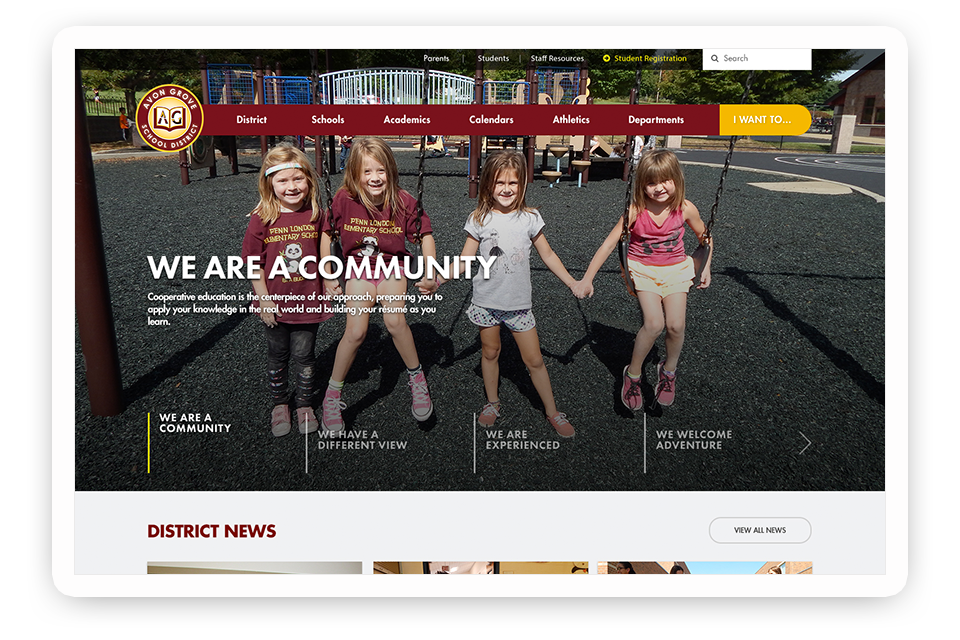 Parents
Students
Staff Resources
Student Registration
Search
AVON GROVE
AG
SCHOOL DISTRICT
District
Schools
Academics
Calendars
Athletics
Departments
I WANT TO...
PENN LONDON
ELEMENTARY SCHOOL
PENN LONDON
ELEMENTARY SCHOOL
WE ARE A COMMUNITY
Cooperative education is the centerpiece of our approach, preparing you to
apply your knowledge in the real world and building your résumé as you
learn.
WE ARE A
COMMUNITY
WE HAVE A
DIFFERENT VIEW
WE ARE
EXPERIENCED
WE WELCOME
ADVENTURE
DISTRICT NEWS
VIEW ALL NEWS